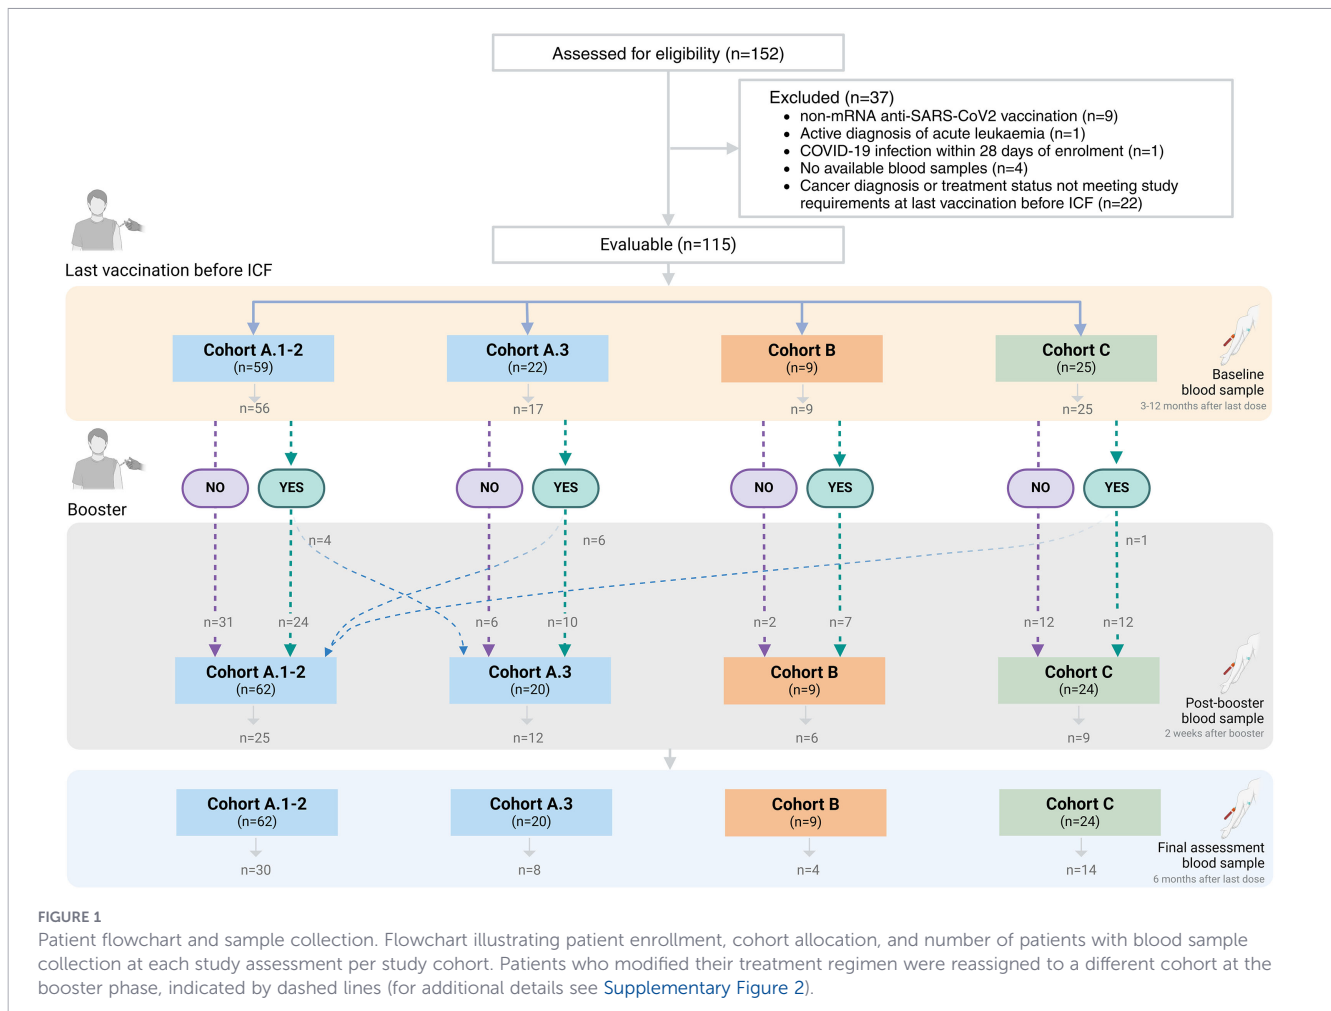 Assessed for eligibility (n=152)
Excluded (n=37)
• non-mRNA anti-SARS-CoV2 vaccination (n=9)
• Active diagnosis of acute leukaemia (n=1)
• COVID-19 infection within 28 days of enrolment (n=1)
• No available blood samples (n=4)
• Cancer diagnosis or treatment status not meeting study
requirements at last vaccination before ICF (n=22)
Evaluable (n=115)
Last vaccination before ICF
Cohort A.1-2
(n=59)
n=56
Cohort A.3
(n=22)
n=17
Cohort B
(n=9)
n=9
Cohort C
(n=25)
n=25
Baseline
blood sample
3-12 months after last dose
NO
YES
NO
YES
NO
YES
NO
YES
Booster
n=4
n=6
n=1
n=31
n=24
n=6
n=10
n=2
n=7
n=12
n=12
Cohort A.1-2
(n=62)
n=25
Cohort A.3
(n=20)
n=12
Cohort B
(n=9)
n=6
Cohort C
(n=24)
n=9
Post-booster
blood sample
2 weeks after booster
Cohort A.1-2
(n=62)
n=30
Cohort A.3
(n=20)
n=8
Cohort B
(n=9)
n=4
Cohort C
(n=24)
n=14
Final assessment
blood sample
6 months after last dose
FIGURE 1
Patient flowchart and sample collection. Flowchart illustrating patient enrollment, cohort allocation, and number of patients with blood sample
collection at each study assessment per study cohort. Patients who modified their treatment regimen were reassigned to a different cohort at the
booster phase, indicated by dashed lines (for additional details see Supplementary Figure 2).